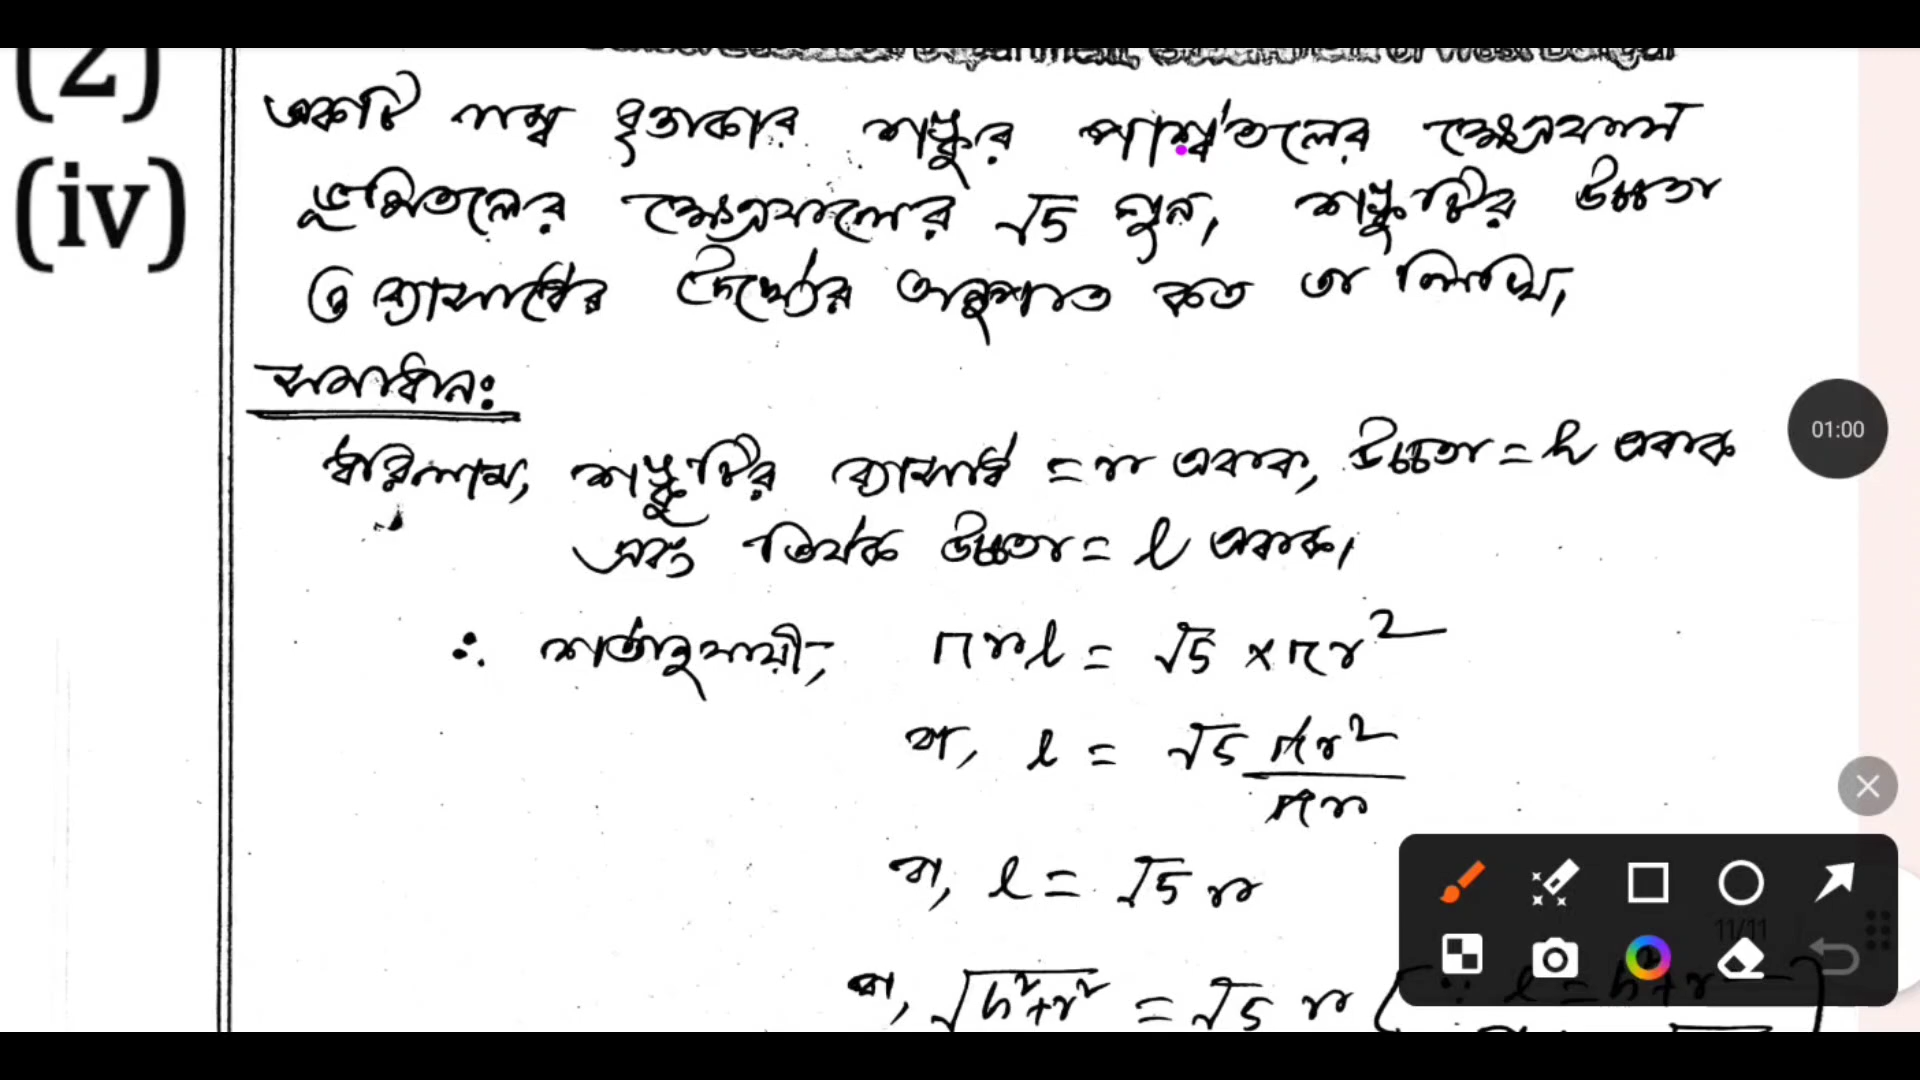 (2)
(iv)
একটি লম্ব বৃত্তাকার শঙ্কুর পার্শ্বতলের ক্ষেত্রফল
ভূমিতলের ক্ষেত্রফলের √5 গুন, শঙ্কুটির উচ্চতা
ও ব্যাসার্ধের দৈর্ঘ্যের অনুপাত কত তা লিখি,
সমাধান:
ধরিলাম, শঙ্কুটির ব্যাসার্ধ = r একক, উচ্চতা = h একক
এবং তির্যক উচ্চতা = l একক।
∴ শর্তানুযায়ী, πrl = √5 × πr²
বা, l = √5 πr² / πr
বা, l = √5 r
বা, √h²+r² = √5 r
01:00
11/11